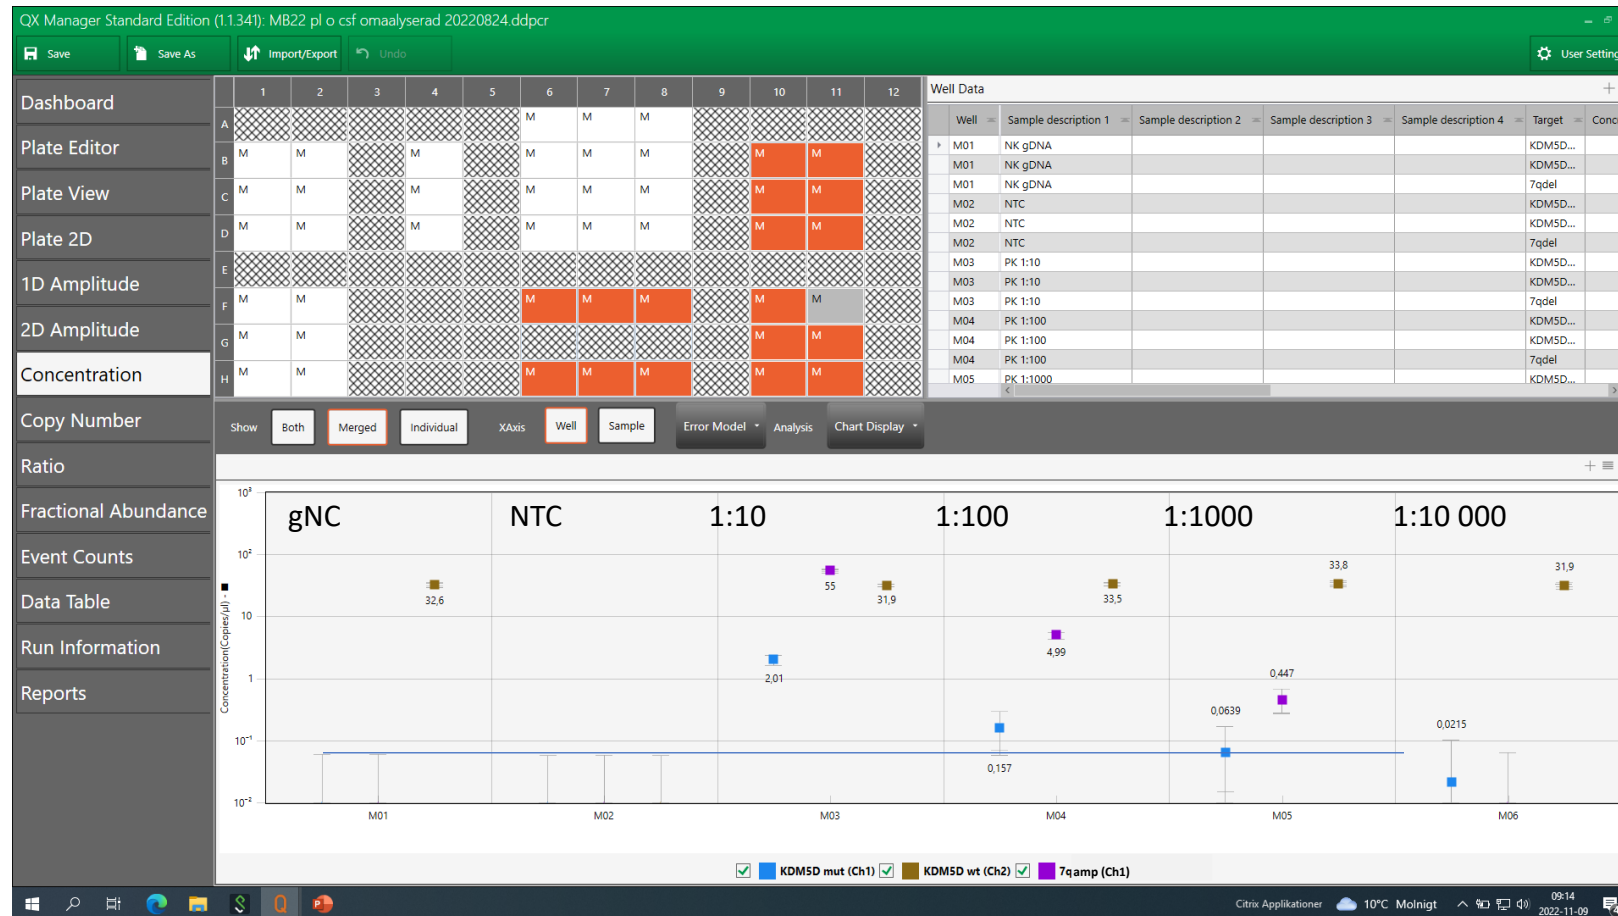 QX Manager Standard Edition (1.1.341): MB22 pl o csf omaalyserad 20220824.ddpcr
Save Save As Import/Export Undo User Setting
Dashboard
Plate Editor
Plate View
Plate 2D
1D Amplitude
2D Amplitude
Concentration
Copy Number
Ratio
Fractional Abundance
Event Counts
Data Table
Run Information
Reports
1 2 3 4 5 6 7 8 9 10 11 12
A M M M
B M M M M M M M M
C M M M M M M M M
D M M M M M M M M
E
F M M M M M M M
G M M M M
H M M M M M M M
Well Data
Well Sample description 1 Sample description 2 Sample description 3 Sample description 4 Target Conc
M01 NK gDNA KDM5D...
M01 NK gDNA KDM5D...
M01 NK gDNA 7qdel
M02 NTC KDM5D...
M02 NTC KDM5D...
M02 NTC 7qdel
M03 PK 1:10 KDM5D...
M03 PK 1:10 KDM5D...
M03 PK 1:10 7qdel
M04 PK 1:100 KDM5D...
M04 PK 1:100 KDM5D...
M04 PK 1:100 7qdel
M05 PK 1:1000 KDM5D...
Show Both Merged Individual XAxis Well Sample Error Model Analysis Chart Display
gNC NTC 1:10 1:100 1:1000 1:10 000
Concentration(Copies/µl) -
10³
10²
10
1
10⁻¹
10⁻²
32,6
2,01
55
31,9
0,157
4,99
33,5
0,0639
0,447
33,8
0,0215
31,9
M01 M02 M03 M04 M05 M06
KDM5D mut (Ch1) KDM5D wt (Ch2) 7qamp (Ch1)
Citrix Applikationer 10°C Molnigt 09:14
2022-11-09